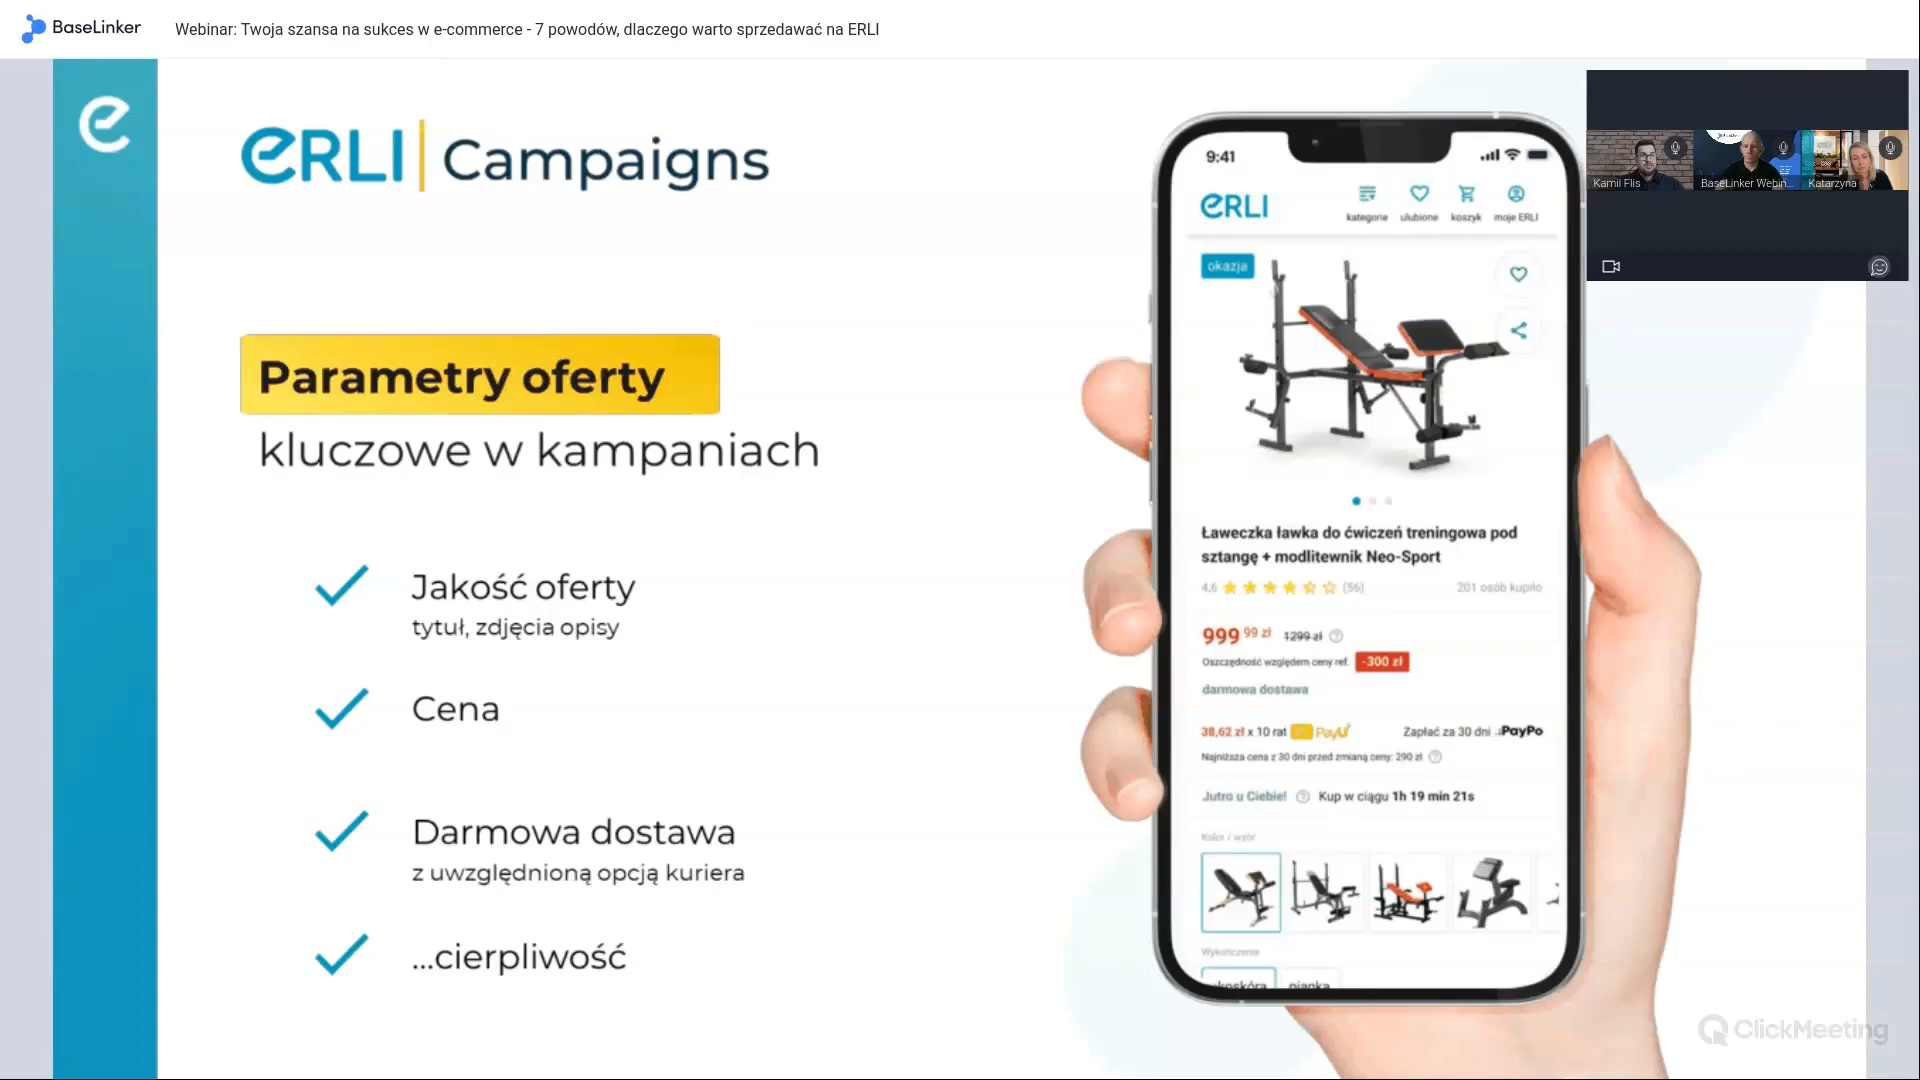 BaseLinker
Webinar: Twoja szansa na sukces w e-commerce - 7 powodów, dlaczego warto sprzedawać na ERLI
e
ERLI | Campaigns
Parametry oferty
kluczowe w kampaniach
Jakość oferty
tytuł, zdjęcia opisy
Cena
Darmowa dostawa
z uwzględnioną opcją kuriera
...cierpliwość
9:41
ERLI
kategorie ulubione koszyk moje ERLI
okazja
Ławeczka ławka do ćwiczeń treningowa pod
sztangę + modlitewnik Neo-Sport
4,6 (56) 201 osób kupiło
999 99 zł 1299 zł
Oszczędność względem ceny ref. -300 zł
darmowa dostawa
38,62 zł x 10 rat PayU Zapłać za 30 dni PayPo
Najniższa cena z 30 dni przed zmianą ceny: 290 zł
Jutro u Ciebie! Kup w ciągu 1h 19 min 21s
Kolor / wzór
Wykończenie
ekoskóra pianka
Kamil Flis
BaseLinker Webin...
Katarzyna
ClickMeeting